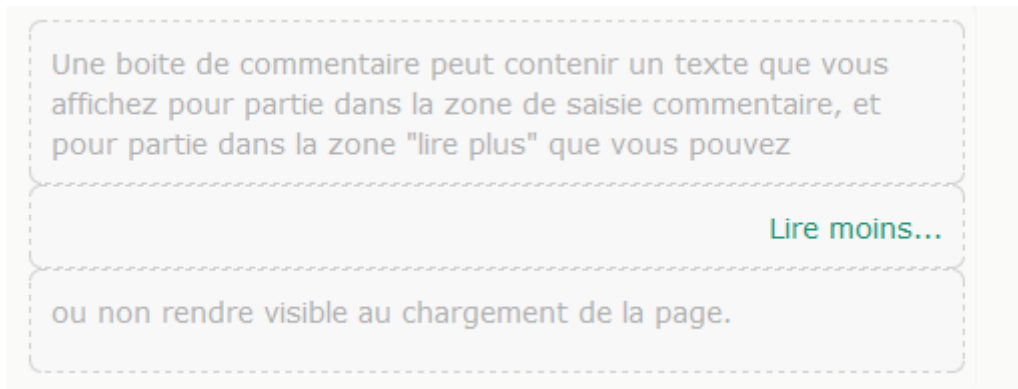 Une boite de commentaire peut contenir un texte que vous
affichez pour partie dans la zone de saisie commentaire, et
pour partie dans la zone "lire plus" que vous pouvez
Lire moins...
ou non rendre visible au chargement de la page.